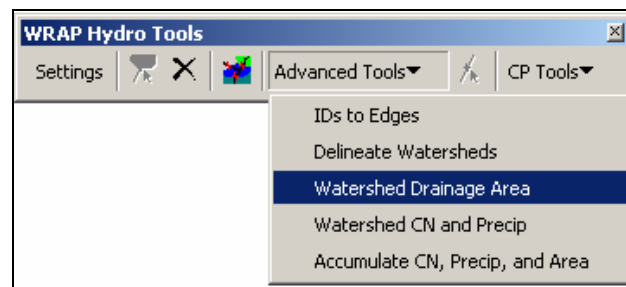 WRAP Hydro Tools
Settings Advanced Tools CP Tools
IDs to Edges
Delineate Watersheds
Watershed Drainage Area
Watershed CN and Precip
Accumulate CN, Precip, and Area